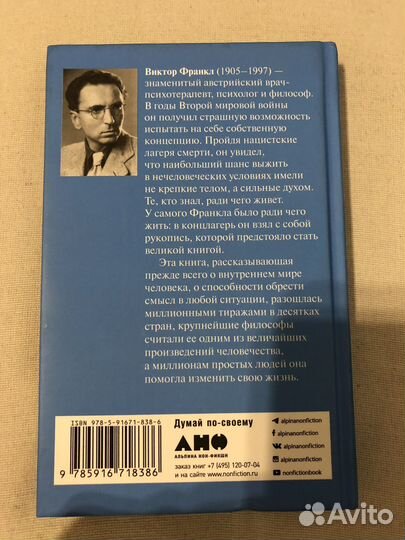 Виктор Франкл (1905–1997) —
знаменитый австрийский врач-
психотерапевт, психолог и философ.
В годы Второй мировой войны
он получил страшную возможность
испытать на себе собственную
концепцию. Пройдя нацистские
лагеря смерти, он увидел,
что наибольший шанс выжить
в нечеловеческих условиях имели
не крепкие телом, а сильные духом.
Те, кто знал, ради чего живет.
У самого Франкла было ради чего
жить: в концлагерь он взял с собой
рукопись, которой предстояло стать
великой книгой.
Эта книга, рассказывающая
прежде всего о внутреннем мире
человека, о способности обрести
смысл в любой ситуации, разошлась
миллионными тиражами в десятках
стран, крупнейшие философы
считали ее одним из величайших
произведений человечества,
а миллионам простых людей она
помогла изменить свою жизнь.
ISBN 978-5-91671-838-6
9 785916 718386
Думай по-своему
АНФ
АЛЬПИНА НОН-ФИКШН
заказ книг +7 (495) 120-07-04
и на сайте www.nonfiction.ru
alpinanonfiction
alpinanonfiction
alpinanonfiction
alpinanonfiction
nonfictionbook
Avito